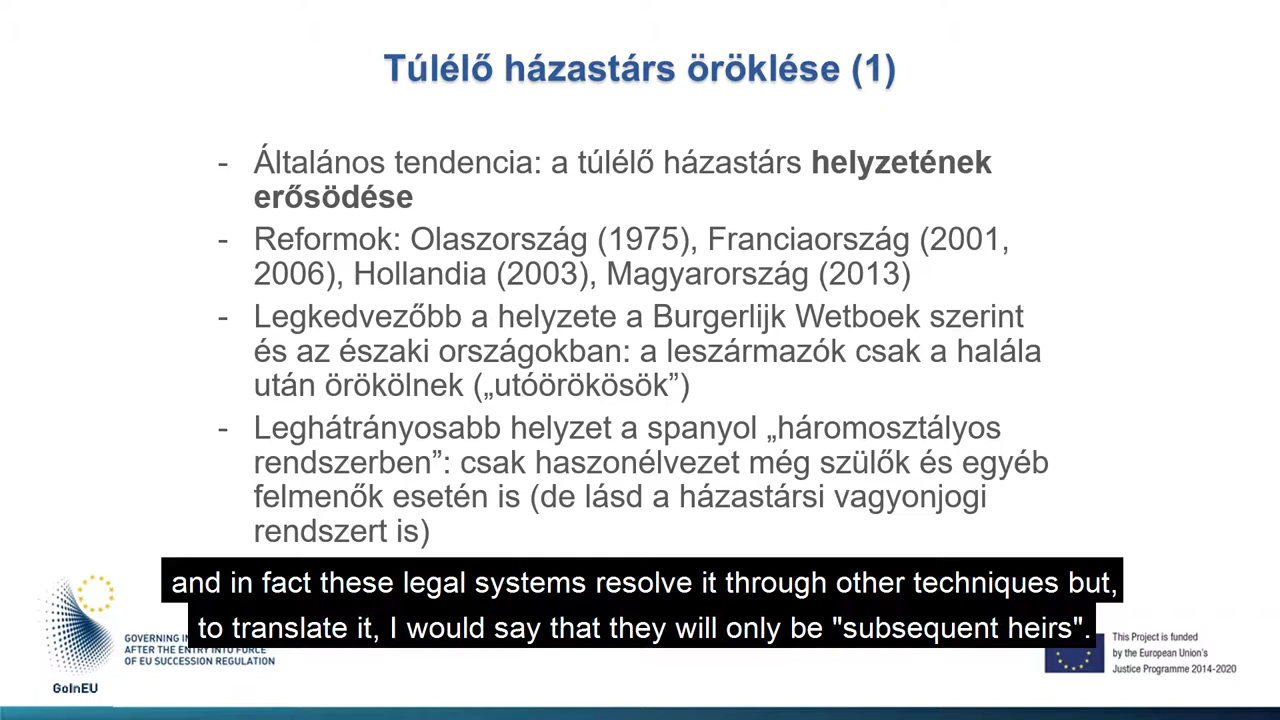 Túlélő házastárs öröklése (1)
- Általános tendencia: a túlélő házastárs helyzetének
erősödése
- Reformok: Olaszország (1975), Franciaország (2001,
2006), Hollandia (2003), Magyarország (2013)
- Legkedvezőbb a helyzete a Burgerlijk Wetboek szerint
és az északi országokban: a leszármazók csak a halála
után örökölnek („utóörökösök”)
- Leghátrányosabb helyzet a spanyol „háromosztályos
rendszerben”: csak haszonélvezet még szülők és egyéb
felmenők esetén is (de lásd a házastársi vagyonjogi
rendszert is)
and in fact these legal systems resolve it through other techniques but,
to translate it, I would say that they will only be "subsequent heirs".
GOVERNING IN
AFTER THE ENTRY INTO FORCE
OF EU SUCCESSION REGULATION
GoInEU
This Project is funded
by the European Union's
Justice Programme 2014-2020